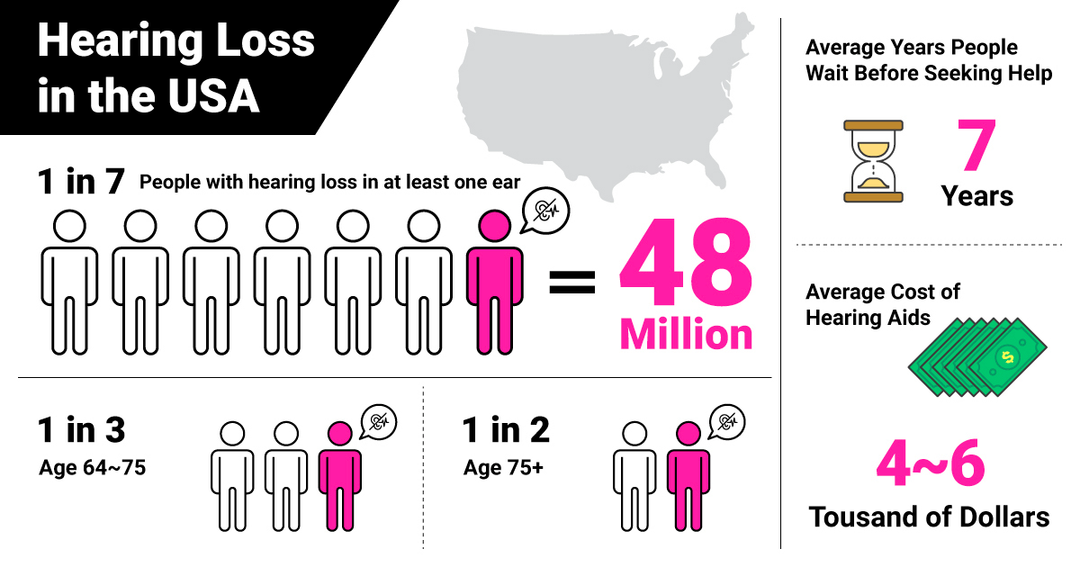 Hearing Loss
in the USA
1 in 7 People with hearing loss in at least one ear
= 48
Million
1 in 3
Age 64~75
1 in 2
Age 75+
Average Years People
Wait Before Seeking Help
7
Years
Average Cost of
Hearing Aids
$
4~6
Tousand of Dollars